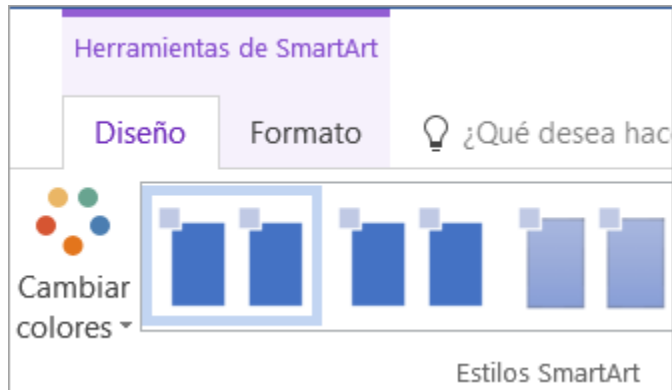 Herramientas de SmartArt
Diseño Formato ¿Qué desea hac
Cambiar
colores
Estilos SmartArt